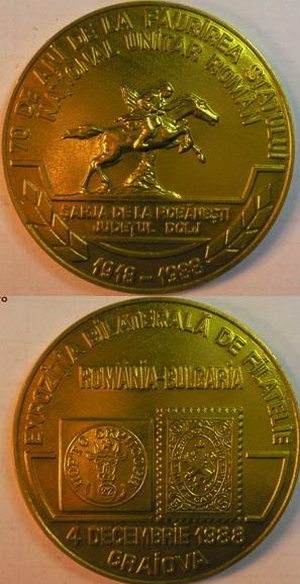 70 DE ANI DE LA FĂURIREA STATULUI
NAȚIONAL UNITAR ROMÂN
ȘARJA DE LA ROBĂNEȘTI
JUDEȚUL DOLJ
1918-1988
EXPOZIȚIA BILATERALĂ DE FILATELIE
ROMÂNIA-BULGARIA
4 DECEMBRIE 1988
CRAIOVA